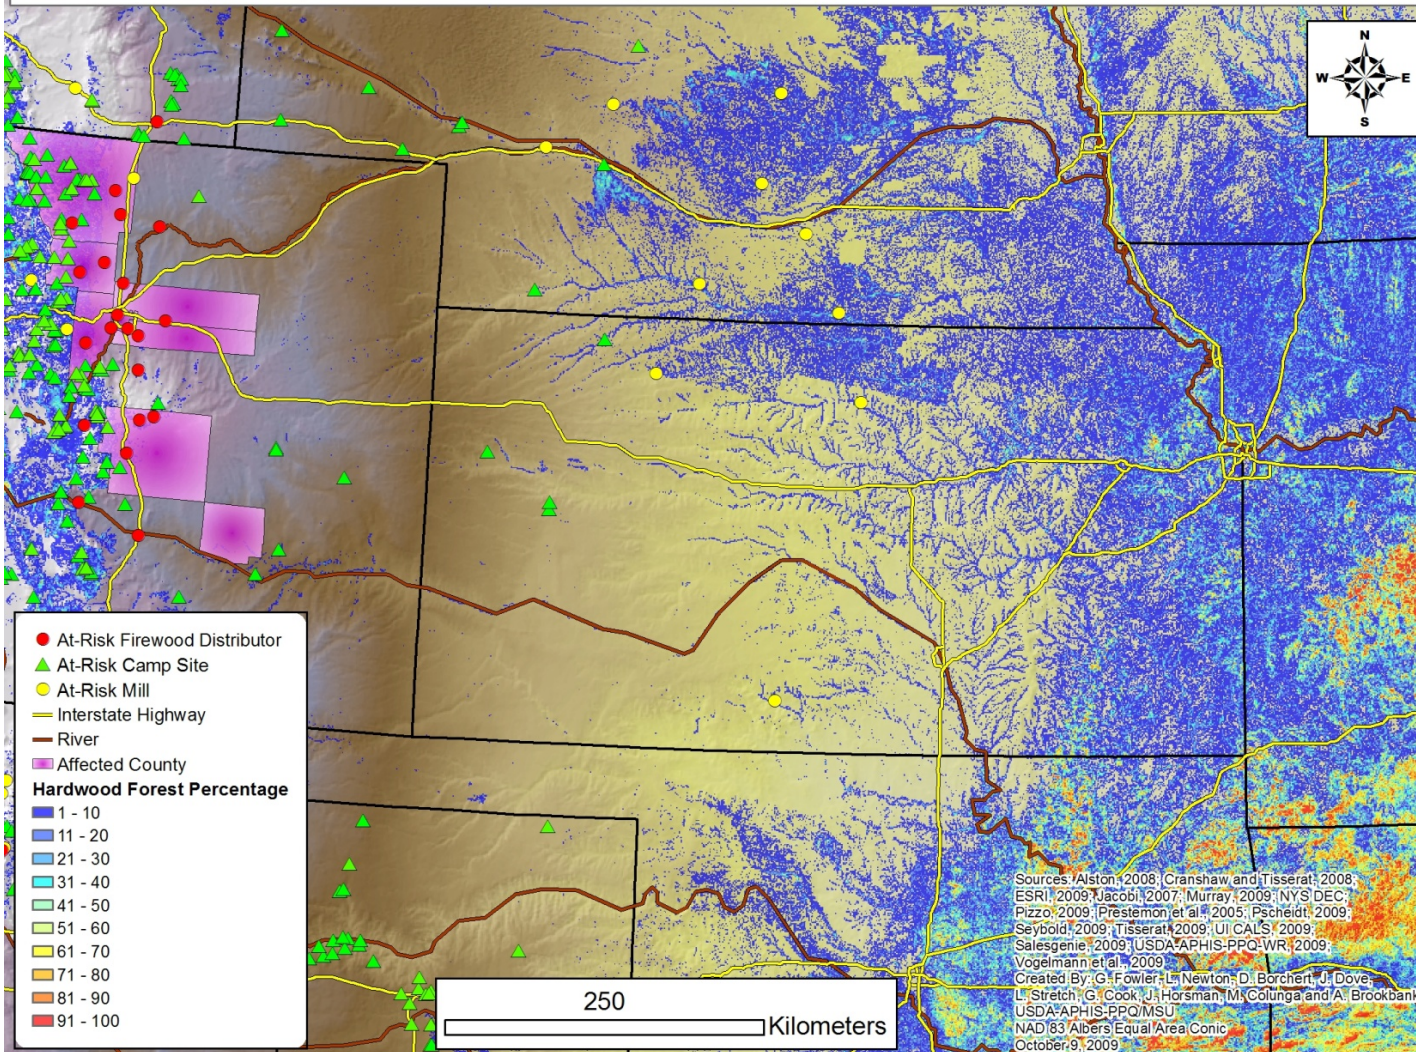 N
W E
S
At-Risk Firewood Distributor
At-Risk Camp Site
At-Risk Mill
Interstate Highway
River
Affected County
Hardwood Forest Percentage
1 - 10
11 - 20
21 - 30
31 - 40
41 - 50
51 - 60
61 - 70
71 - 80
81 - 90
91 - 100
250
Kilometers
Sources: Alston, 2008; Cranshaw and Tisserat, 2008;
ESRI, 2009; Jacobi, 2007; Murray, 2009; NYS DEC;
Pizzo, 2009; Prestemon et al., 2005; Pscheidt, 2009;
Seybold, 2009; Tisserat, 2009; UI CALS, 2009;
Salesgenie, 2009; USDA-APHIS-PPQ-WR, 2009;
Vogelmann et al., 2009
Created By: G. Fowler, L. Newton, D. Borchert, J. Dove,
L. Stretch, G. Cook, J. Horsman, M. Colunga and A. Brookbank
USDA-APHIS-PPQ/MSU
NAD 83 Albers Equal Area Conic
October 9, 2009